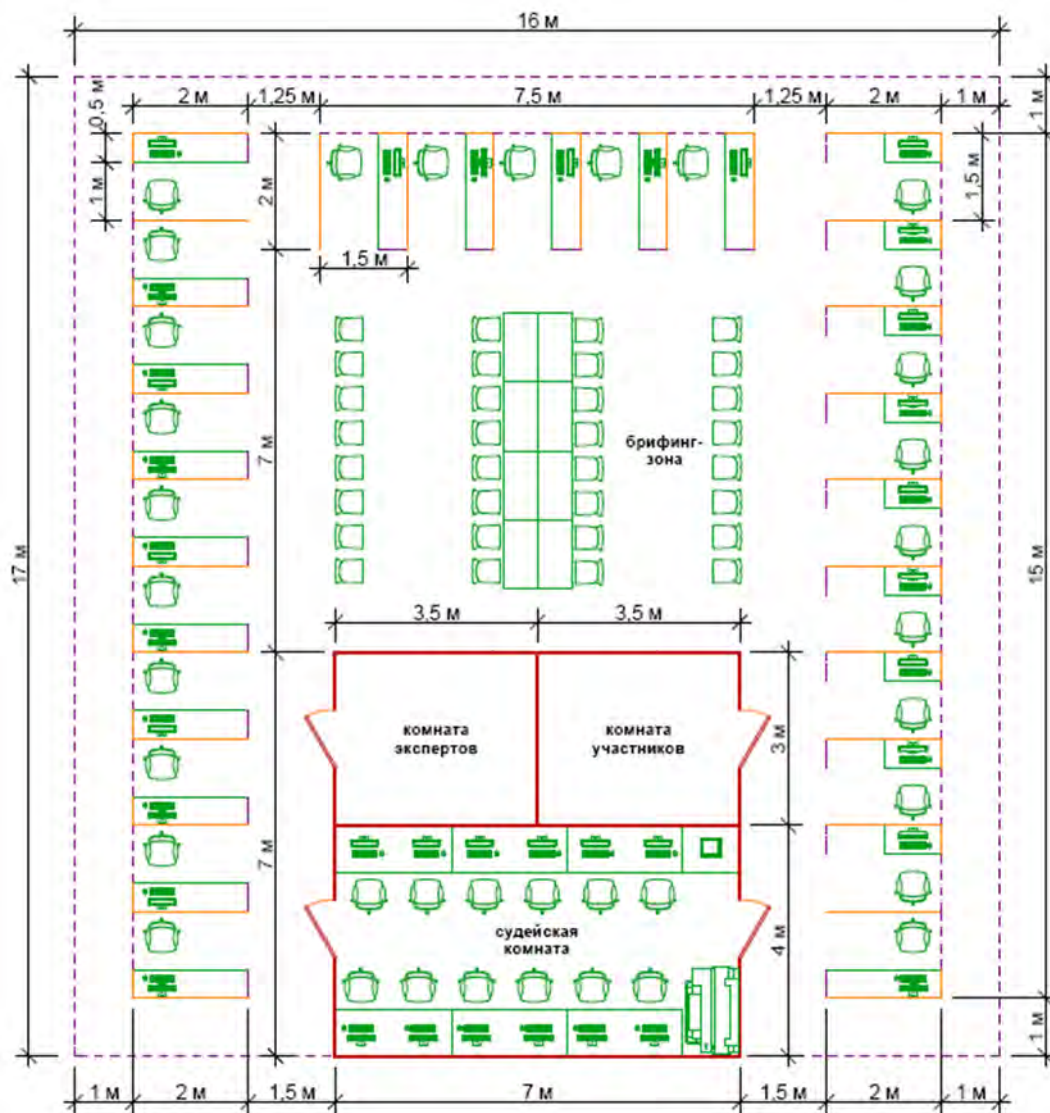 16 м
2 м
1,25 м
7,5 м
1,25 м
2 м
1 м
1 м
0,5 м
1 м
2 м
1,5 м
1,5 м
брифинг-
зона
7 м
17 м
15 м
3,5 м
3,5 м
комната
экспертов
комната
участников
3 м
7 м
судейская
комната
4 м
1 м
1 м
2 м
1,5 м
7 м
1,5 м
2 м
1 м